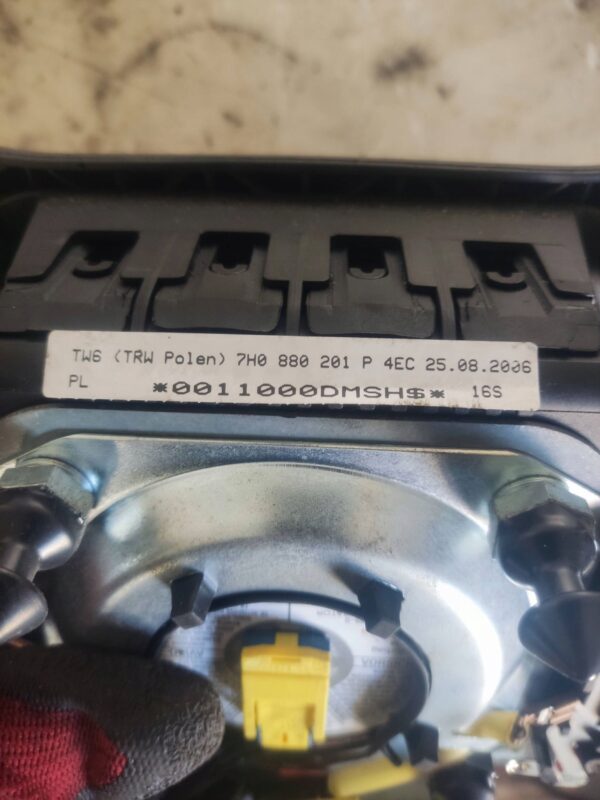 TW6 (TRW Polen) 7H0 880 201 P 4EC 25.08.2006
PL *0011000DMSH$* 16S